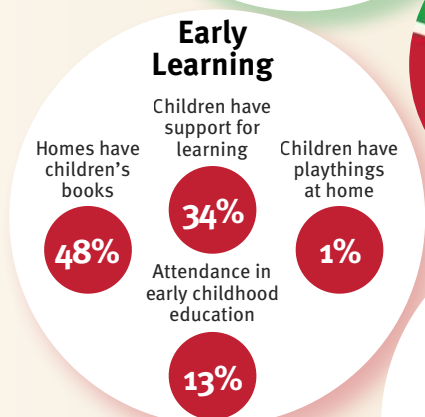 Early
Learning
Children have
support for
learning
34%
Homes have
children's
books
48%
Children have
playthings
at home
1%
Attendance in
early childhood
education
13%